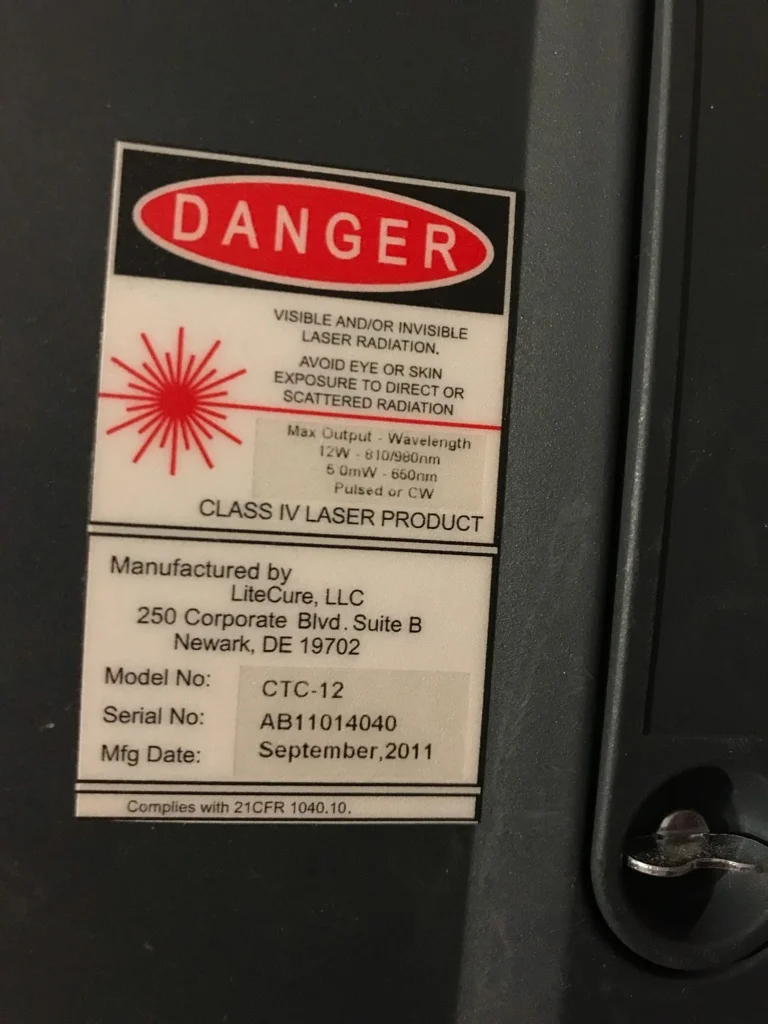 DANGER
VISIBLE AND/OR INVISIBLE
LASER RADIATION.
AVOID EYE OR SKIN
EXPOSURE TO DIRECT OR
SCATTERED RADIATION
Max Output - Wavelength
12W - 810/980nm
5.0mW - 650nm
Pulsed or CW
CLASS IV LASER PRODUCT
Manufactured by
LiteCure, LLC
250 Corporate Blvd. Suite B
Newark, DE 19702
Model No: CTC-12
Serial No: AB11014040
Mfg Date: September,2011
Complies with 21CFR 1040.10.